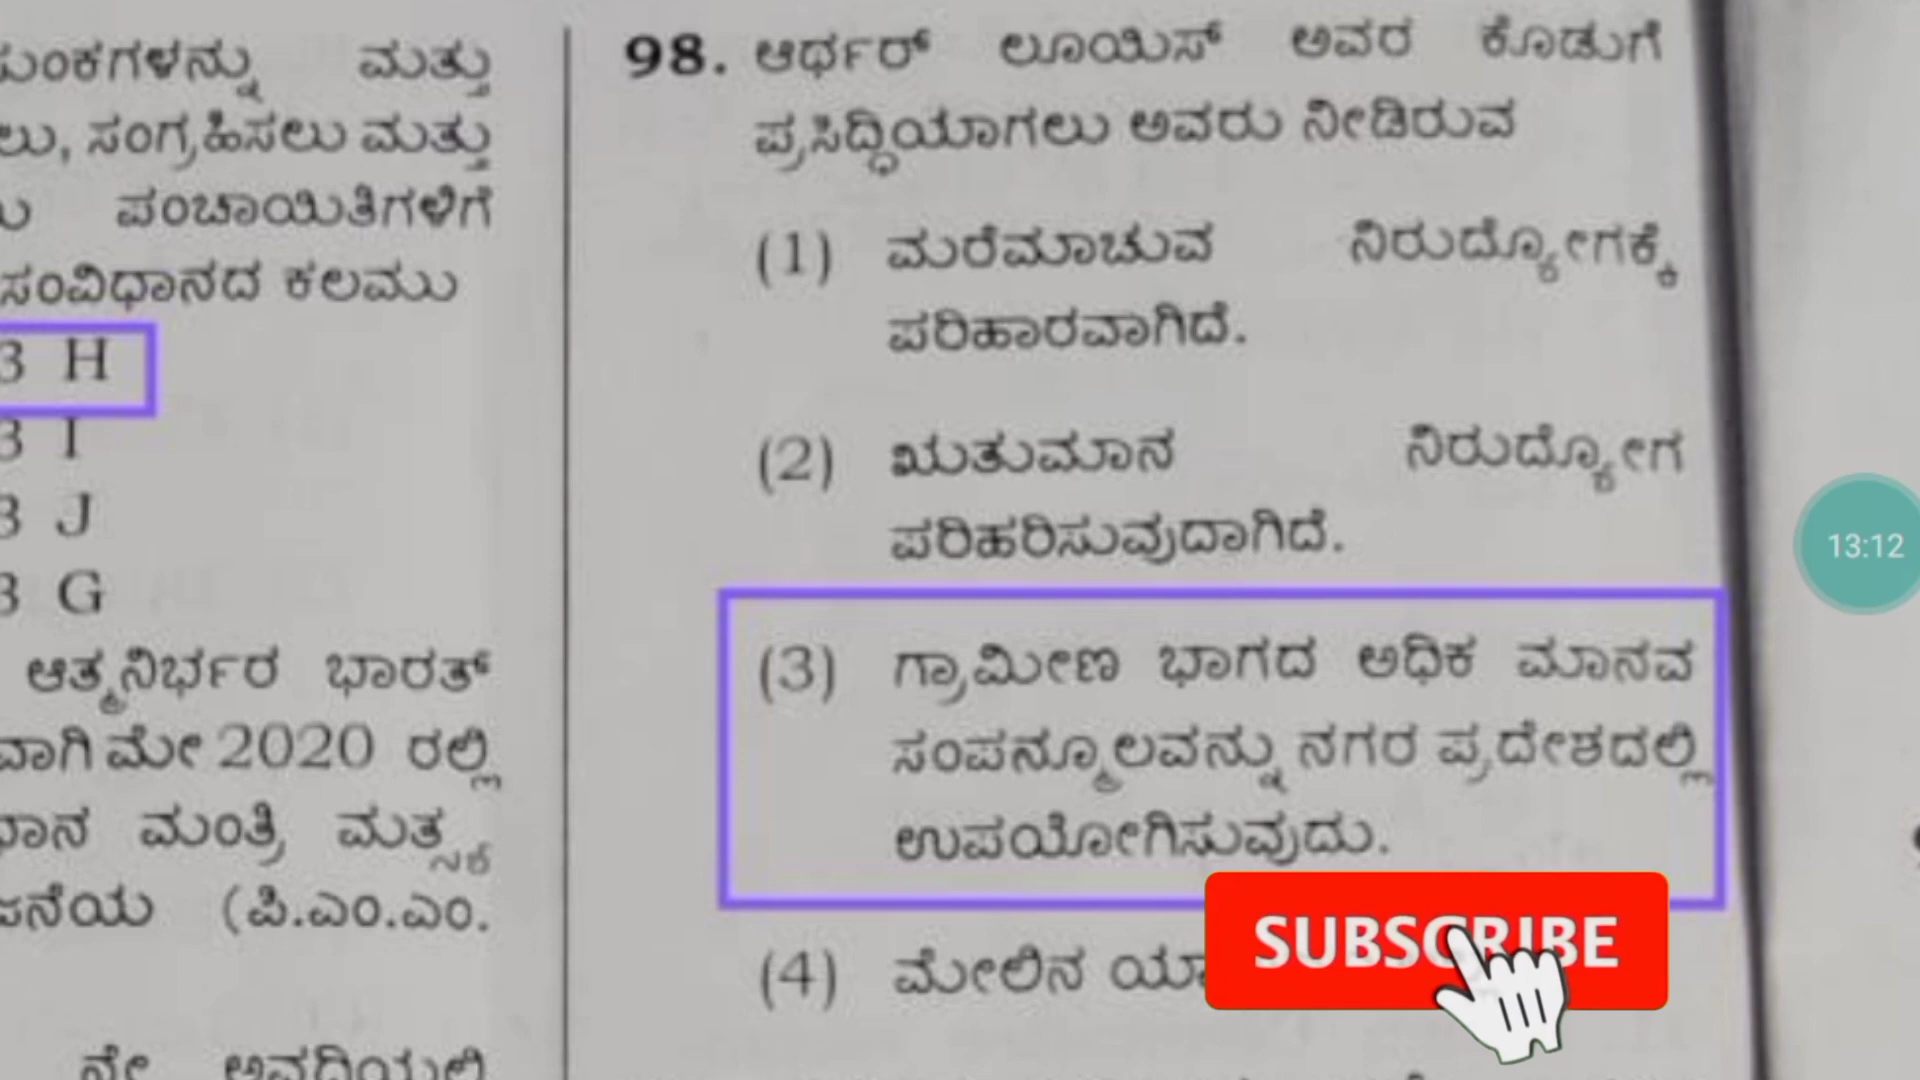 ಮತ್ತು
ಸಂಗ್ರಹಿಸಲು ಮತ್ತು
ಪಂಚಾಯಿತಿಗಳಿಗೆ
ಸಂವಿಧಾನದ ಕಲಮು
3 H
3 I
3 J
3 G
ಆತ್ಮನಿರ್ಭರ ಭಾರತ್
ಮೇ 2020 ರಲ್ಲಿ
ಮಂತ್ರಿ ಮತ್ಸ್ಯ
(ಪಿ.ಎಂ.ಎಂ.
98. ಆರ್ಥರ್ ಲೂಯಿಸ್ ಅವರ ಕೊಡುಗೆ
ಪ್ರಸಿದ್ಧಿಯಾಗಲು ಅವರು ನೀಡಿರುವ
(1) ಮರೆಮಾಚುವ ನಿರುದ್ಯೋಗಕ್ಕೆ
ಪರಿಹಾರವಾಗಿದೆ.
(2) ಋತುಮಾನ ನಿರುದ್ಯೋಗ
ಪರಿಹರಿಸುವುದಾಗಿದೆ.
(3) ಗ್ರಾಮೀಣ ಭಾಗದ ಅಧಿಕ ಮಾನವ
ಸಂಪನ್ಮೂಲವನ್ನು ನಗರ ಪ್ರದೇಶದಲ್ಲಿ
ಉಪಯೋಗಿಸುವುದು.
(4) ಮೇಲಿನ
SUBSCRIBE
13:12